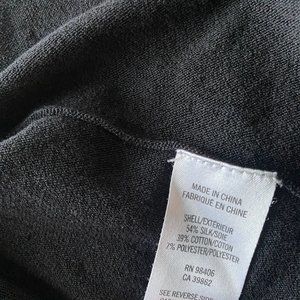 MADE IN CHINA
FABRIQUÉ EN CHINE
SHELL/EXTÉRIEUR
54% SILK/SOIE
39% COTTON/COTON
7% POLYESTER/POLYESTER
RN 98406
CA 39862
SEE REVERSE SIDE